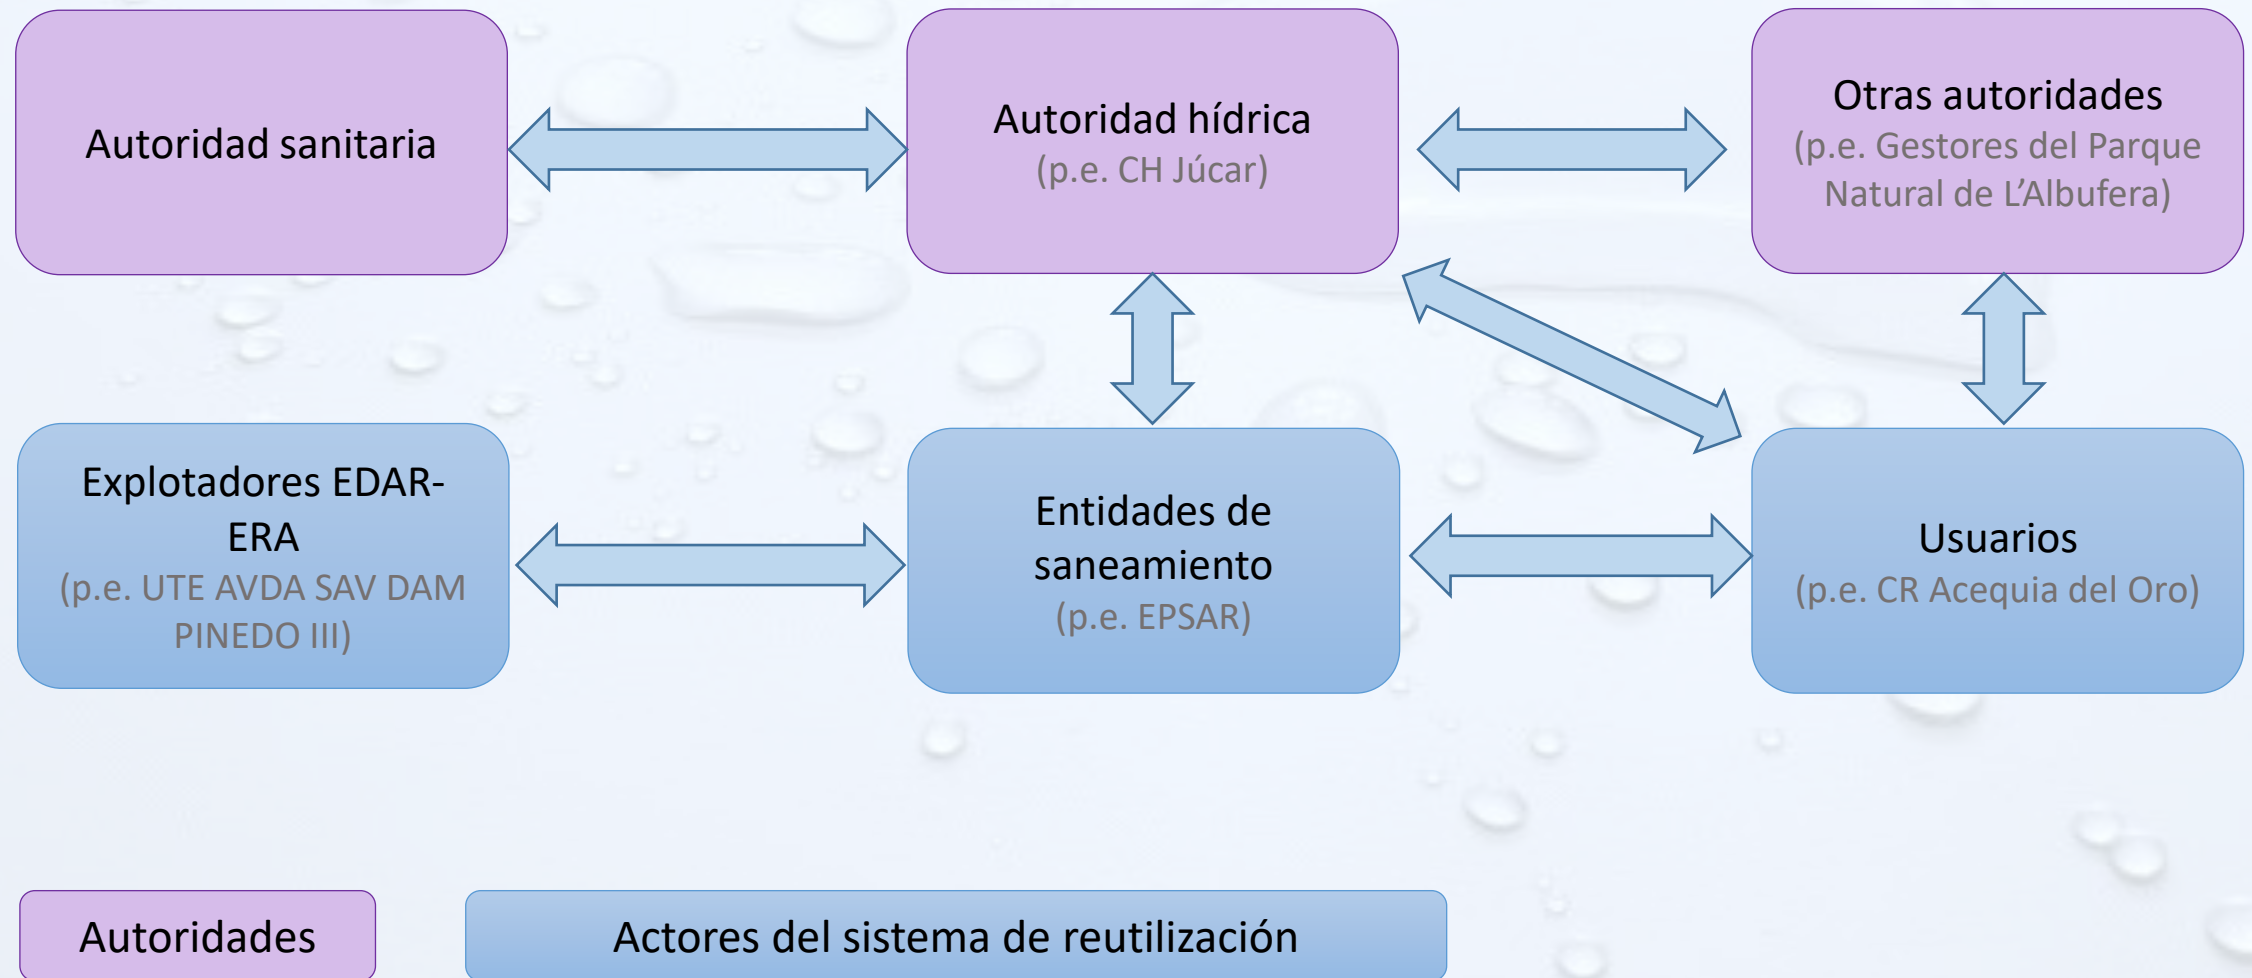 Autoridad sanitaria
Autoridad hídrica
(p.e. CH Júcar)
Otras autoridades
(p.e. Gestores del Parque
Natural de L'Albufera)
Explotadores EDAR-
ERA
(p.e. UTE AVDA SAV DAM
PINEDO III)
Entidades de
saneamiento
(p.e. EPSAR)
Usuarios
(p.e. CR Acequia del Oro)
Autoridades
Actores del sistema de reutilización